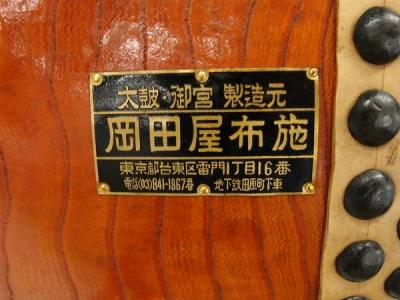 太鼓・御宮 製造元
岡田屋布施
東京都台東区雷門1丁目16番
電話(03)841-1867番 地下鉄田原町下車